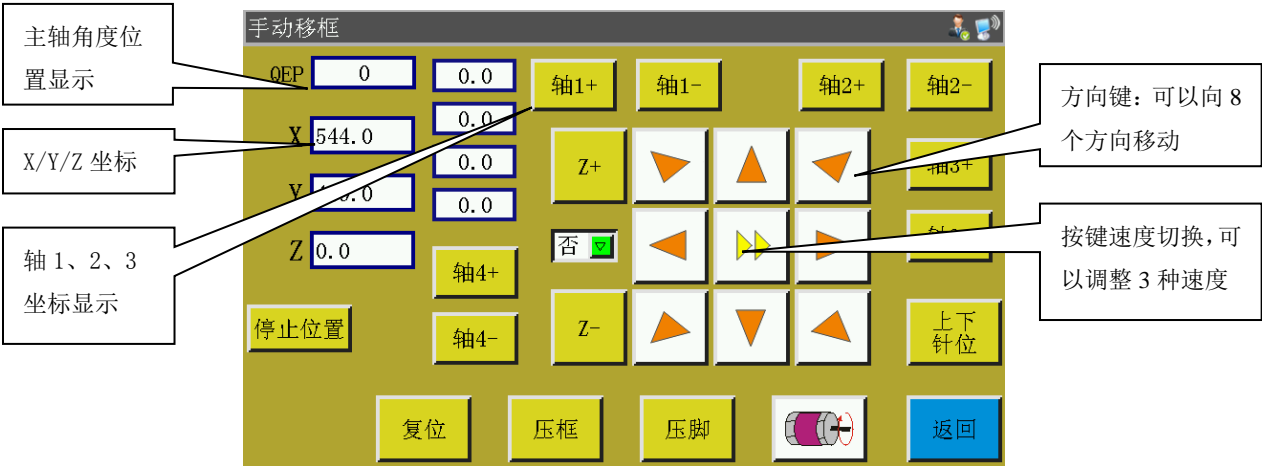 主轴角度位
置显示
X/Y/Z 坐标
轴 1、2、3
坐标显示
手动移框
QEP 0 0.0 轴1+ 轴1- 轴2+ 轴2-
0.0
X 544.0
Z+ 0.0 轴3+
Y
0.0
否
Z 0.0 轴4+
停止位置 轴4- Z- 上下
针位
复位 压框 压脚 返回
方向键：可以向 8
个方向移动
按键速度切换，可
以调整 3 种速度